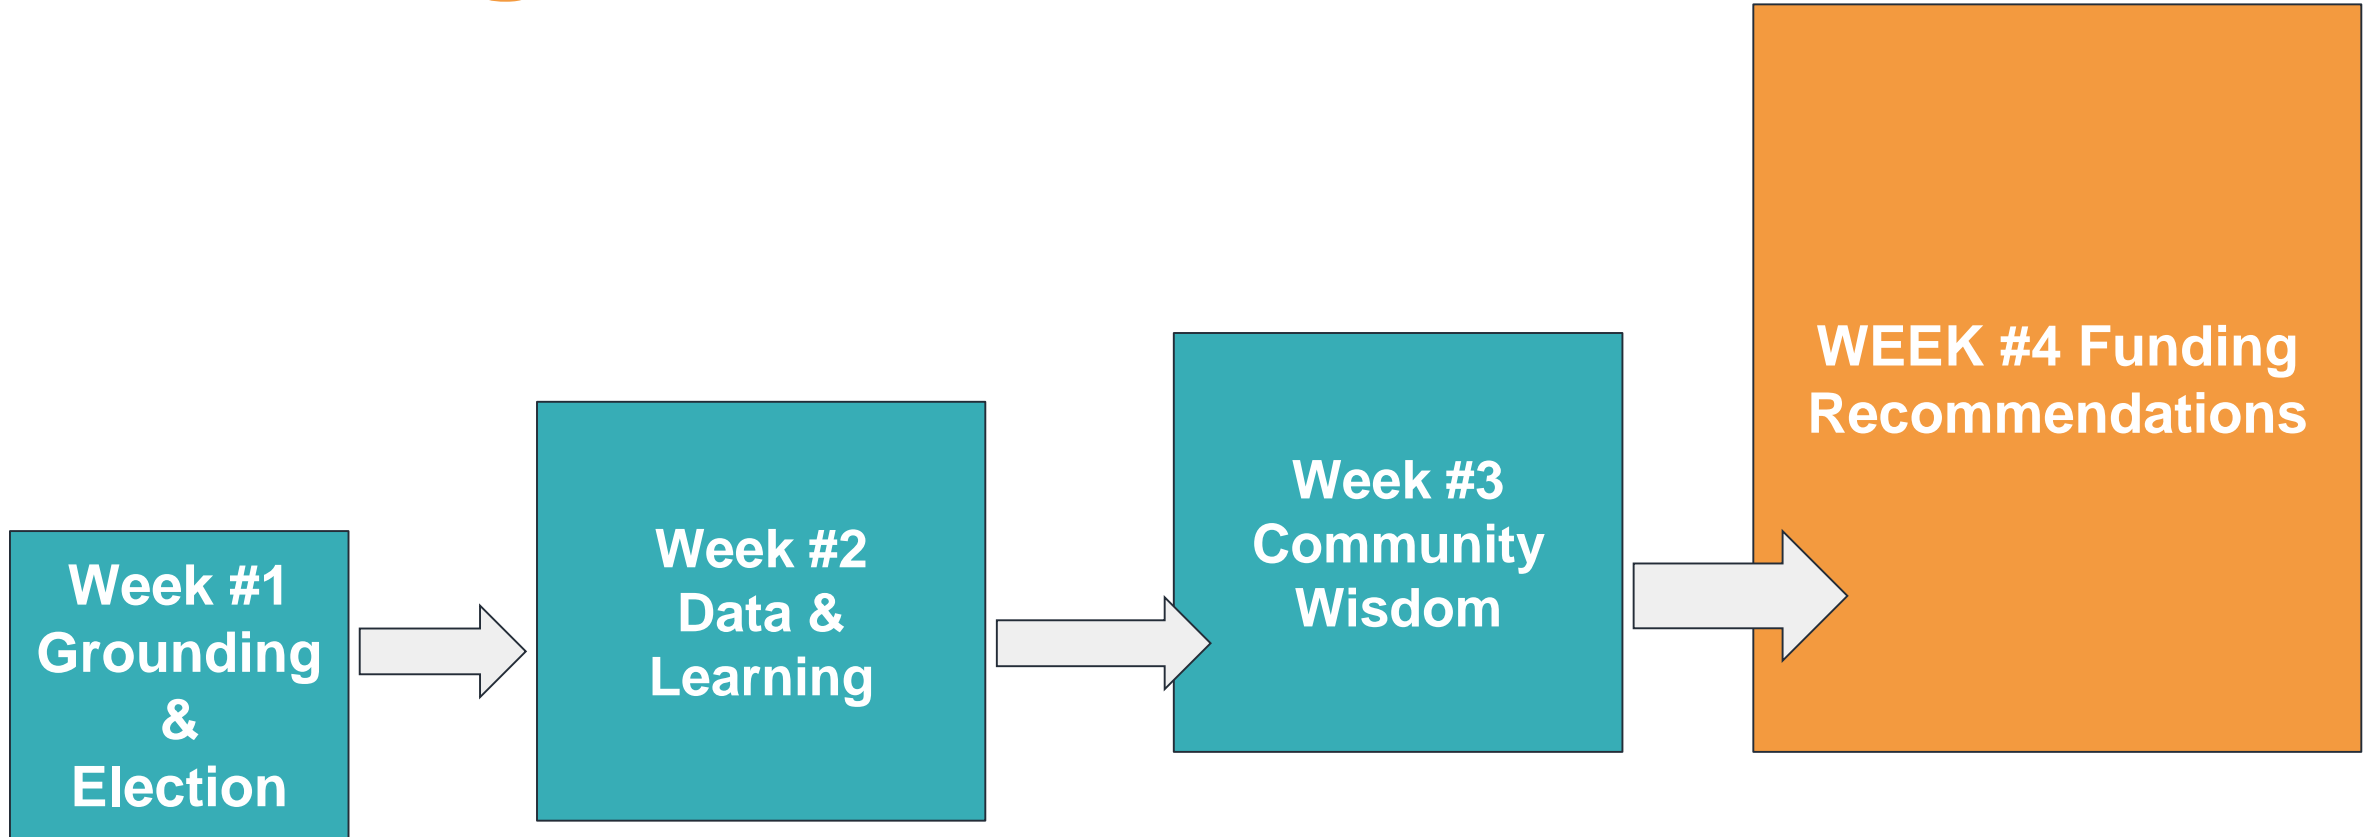 Week #1
Grounding
&
Election
Week #2
Data &
Learning
Week #3
Community
Wisdom
WEEK #4 Funding
Recommendations